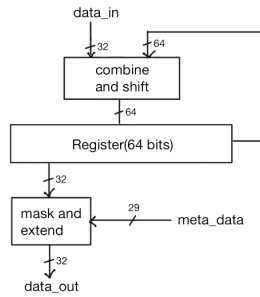 data_in
32
64
combine
and shift
64
Register(64 bits)
32
mask and
extend
29
meta_data
32
data_out